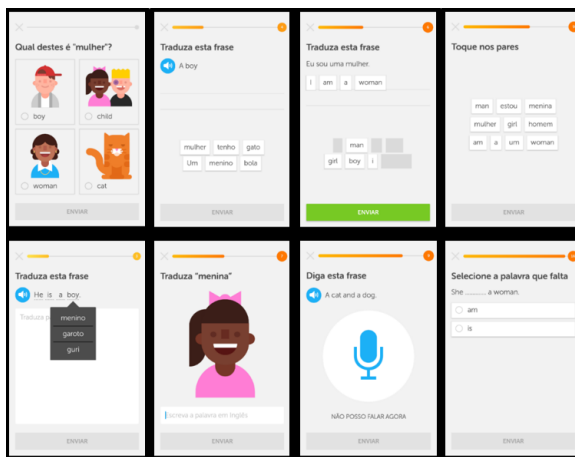 Qual destes é "mulher"?
boy
child
woman
cat
ENVIAR
Traduza esta frase
A boy
mulher tenho gato
Um menino bola
ENVIAR
Traduza esta frase
Eu sou uma mulher.
I am a woman
man
girl boy i
ENVIAR
Toque nos pares
man estou menina
mulher girl homem
am a um woman
ENVIAR
Traduza esta frase
He is a boy.
Traduza
menino
garoto
guri
ENVIAR
Traduza "menina"
Escreva a palavra em Inglês
ENVIAR
Diga esta frase
A cat and a dog.
NÃO POSSO FALAR AGORA
ENVIAR
Selecione a palavra que falta
She ............ a woman.
am
is
ENVIAR